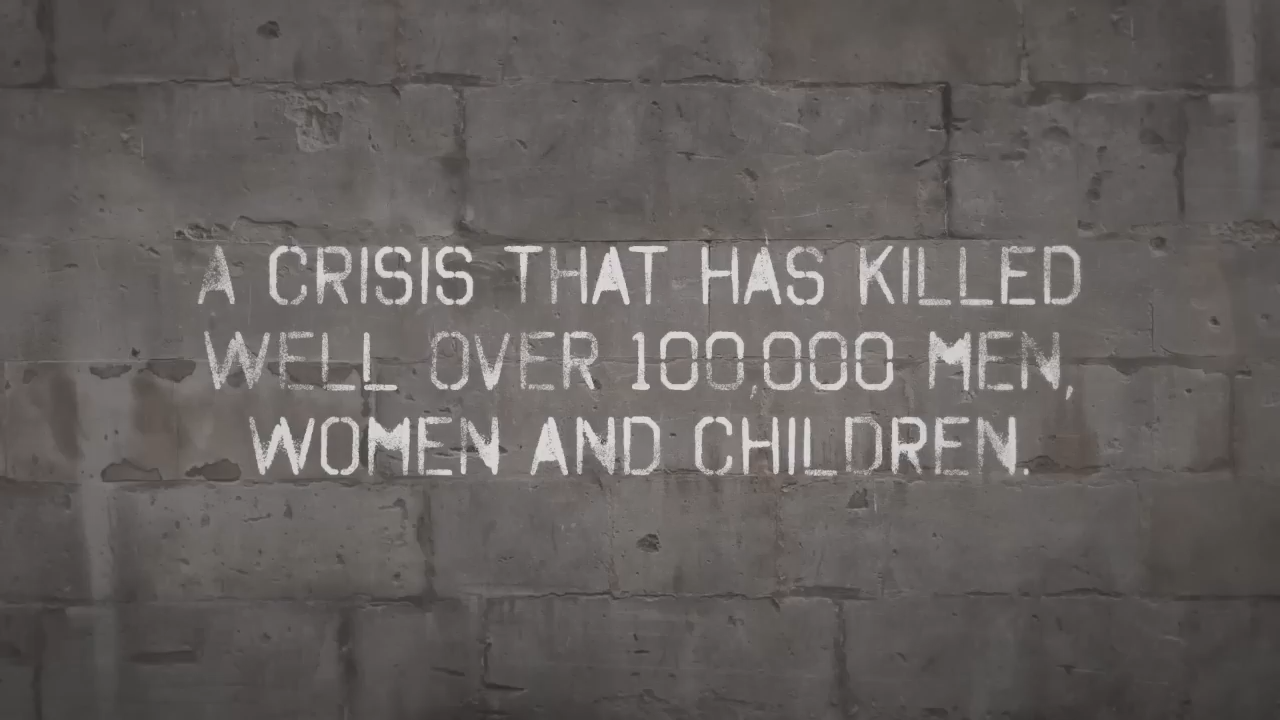 A CRISIS THAT HAS KILLED
WELL OVER 100,000 MEN,
WOMEN AND CHILDREN.